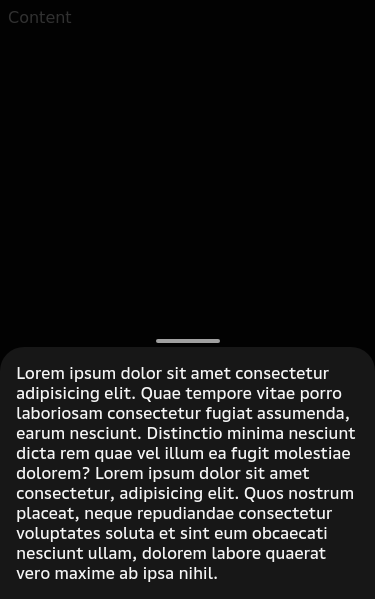 Content
Lorem ipsum dolor sit amet consectetur
adipisicing elit. Quae tempore vitae porro
laboriosam consectetur fugiat assumenda,
earum nesciunt. Distinctio minima nesciunt
dicta rem quae vel illum ea fugit molestiae
dolorem? Lorem ipsum dolor sit amet
consectetur, adipisicing elit. Quos nostrum
placeat, neque repudiandae consectetur
voluptates soluta et sint eum obcaecati
nesciunt ullam, dolorem labore quaerat
vero maxime ab ipsa nihil.